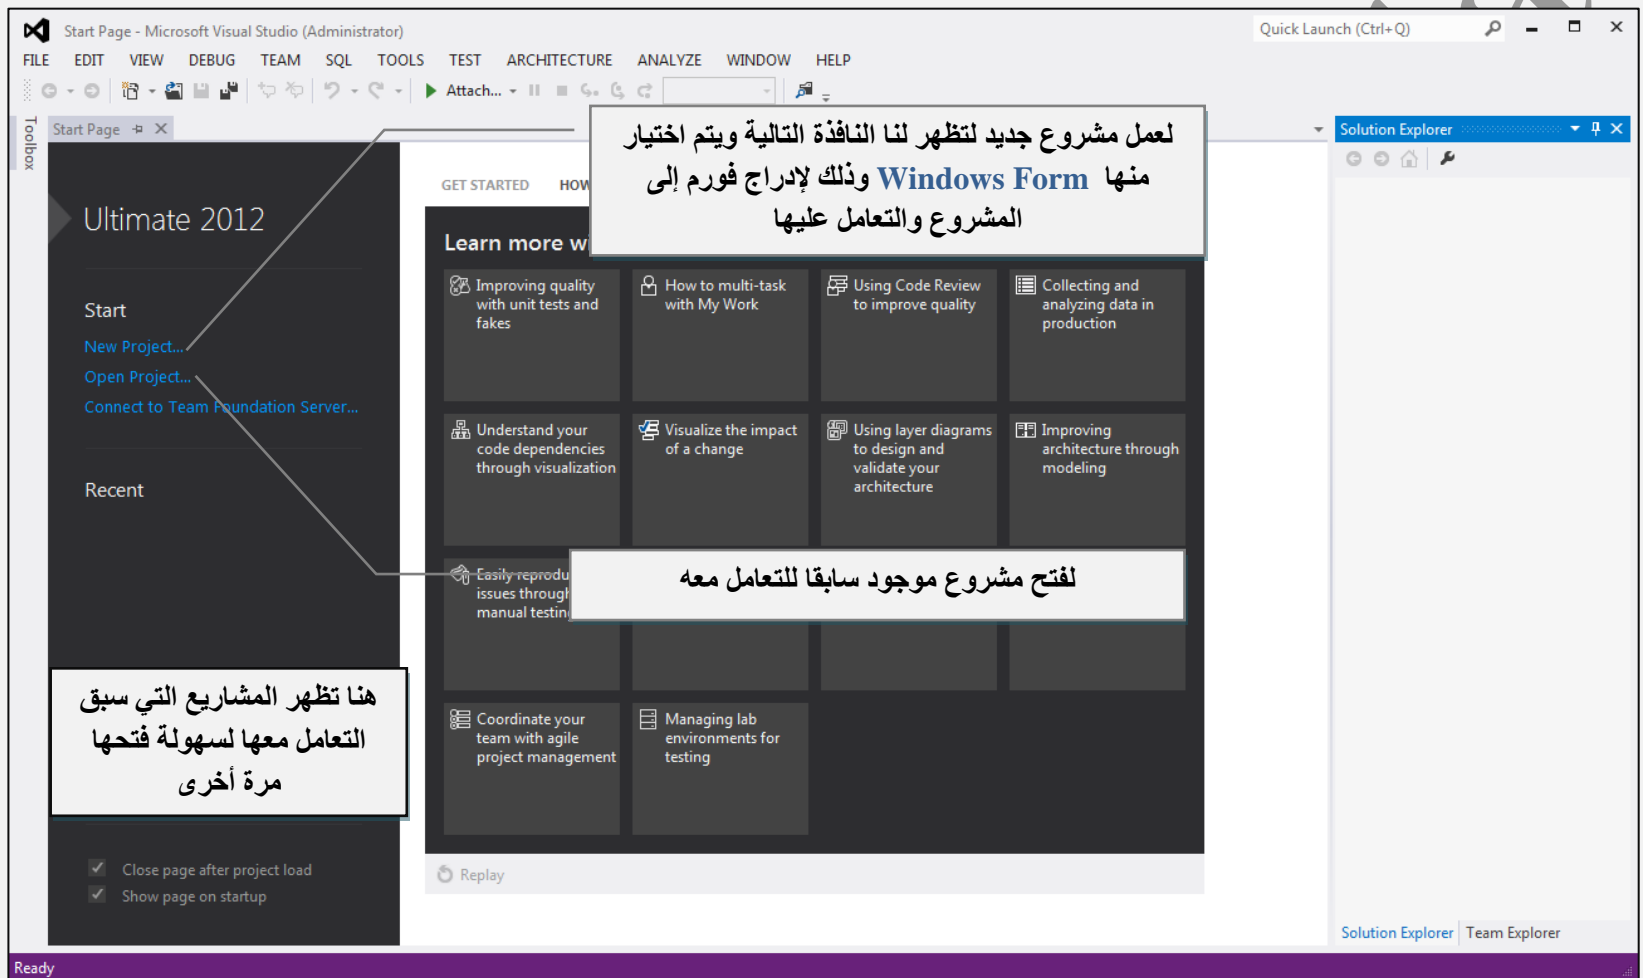 Start Page - Microsoft Visual Studio (Administrator)
Quick Launch (Ctrl+Q)
FILE EDIT VIEW DEBUG TEAM SQL TOOLS TEST ARCHITECTURE ANALYZE WINDOW HELP
Attach...
Toolbox
Start Page
Ultimate 2012
Start
New Project...
Open Project...
Connect to Team Foundation Server...
Recent
هنا تظهر المشاريع التي سبق
التعامل معها لسهولة فتحها
مرة أخرى
Close page after project load
Show page on startup
لعمل مشروع جديد لتظهر لنا النافذة التالية ويتم اختيار
منها Windows Form وذلك لإدراج فورم إلى
المشروع والتعامل عليها
GET STARTED
Learn more
Improving quality
with unit tests and
fakes
How to multi-task
with My Work
Using Code Review
to improve quality
Collecting and
analyzing data in
production
Understand your
code dependencies
through visualization
Visualize the impact
of a change
Using layer diagrams
to design and
validate your
architecture
Improving
architecture through
modeling
Easily
issues through
manual
لفتح مشروع موجود سابقا للتعامل معه
Coordinate your
team with agile
project management
Managing lab
environments for
testing
Replay
Solution Explorer
Solution Explorer Team Explorer
Ready